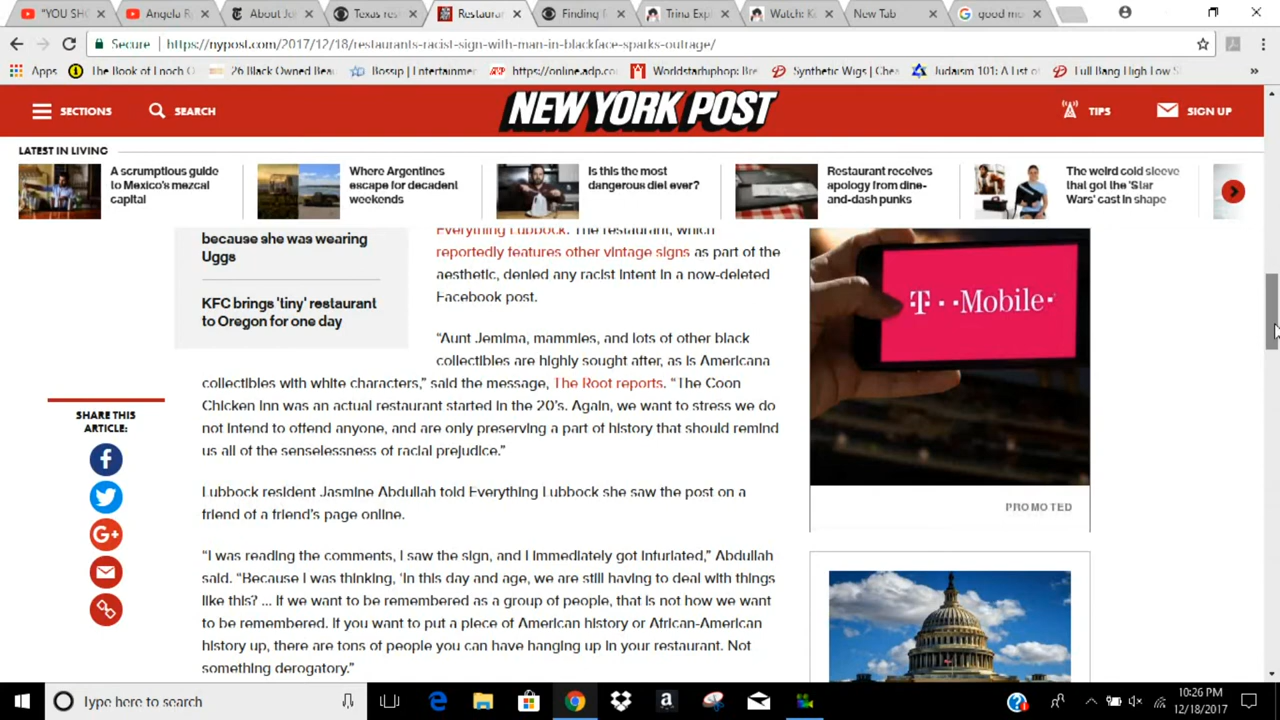 "YOU SH
Angela R
About Je
Texas res
Restaurar
Finding f
Trina Exp
Watch: Ka
New Tab
good mo
Secure
https://nypost.com/2017/12/18/restaurants-racist-sign-with-man-in-blackface-sparks-outrage/
Apps
The Book of Enoch
26 Black Owned Beau
Bossip | Entertainme
https://online.adp.co
Worldstarhiphop: Bre
Synthetic Wigs | Chea
Judaism 101: A List of
Full Bang High Low S
»
SECTIONS
SEARCH
NEW YORK POST
TIPS
SIGN UP
LATEST IN LIVING
A scrumptious guide
to Mexico's mezcal
capital
Where Argentines
escape for decadent
weekends
Is this the most
dangerous diet ever?
Restaurant receives
apology from dine-
and-dash punks
The weird cold sleeve
that got the 'Star
Wars' cast in shape
because she was wearing
Uggs
KFC brings 'tiny' restaurant
to Oregon for one day
Everything Lubbock. The restaurant, which
reportedly features other vintage signs as part of the
aesthetic, denied any racist intent in a now-deleted
Facebook post.
"Aunt Jemima, mammies, and lots of other black
collectibles are highly sought after, as is Americana
collectibles with white characters," said the message, The Root reports. "The Coon
Chicken Inn was an actual restaurant started in the 20's. Again, we want to stress we do
not intend to offend anyone, and are only preserving a part of history that should remind
us all of the senselessness of racial prejudice."
Lubbock resident Jasmine Abdullah told Everything Lubbock she saw the post on a
friend of a friend's page online.
"I was reading the comments, I saw the sign, and I immediately got infuriated," Abdullah
said. "Because I was thinking, 'In this day and age, we are still having to deal with things
like this? ... If we want to be remembered as a group of people, that is not how we want
to be remembered. If you want to put a piece of American history or African-American
history up, there are tons of people you can have hanging up in your restaurant. Not
something derogatory."
SHARE THIS
ARTICLE:
T··Mobile·
PROMOTED
Type here to search
10:26 PM
12/18/2017